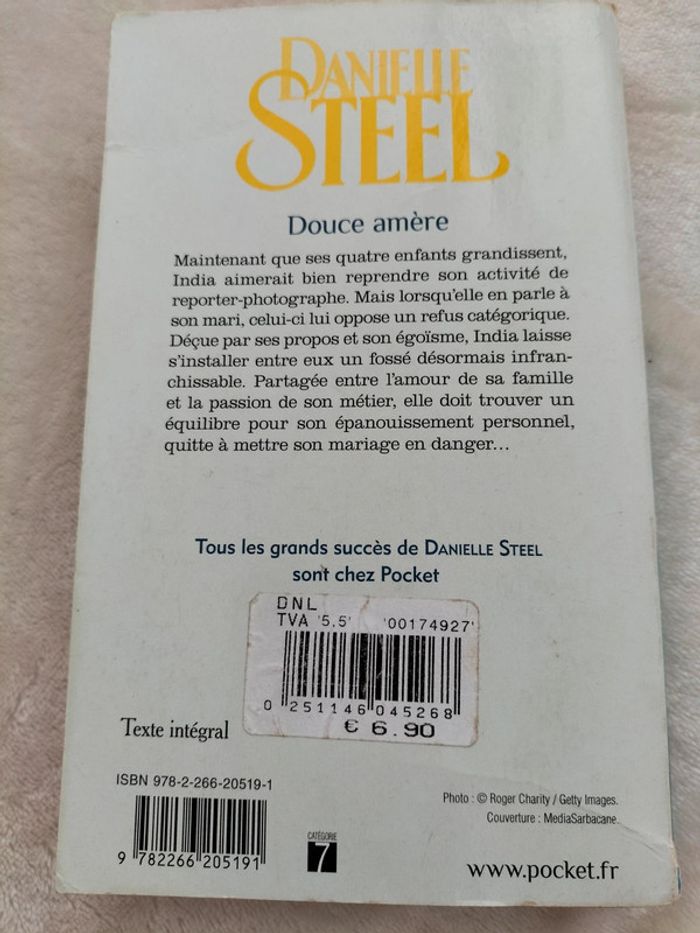 DANIELLE
STEEL
Douce amère
Maintenant que ses quatre enfants grandissent,
India aimerait bien reprendre son activité de
reporter-photographe. Mais lorsqu'elle en parle à
son mari, celui-ci lui oppose un refus catégorique.
Déçue par ses propos et son égoïsme, India laisse
s'installer entre eux un fossé désormais infran-
chissable. Partagée entre l'amour de sa famille
et la passion de son métier, elle doit trouver un
équilibre pour son épanouissement personnel,
quitte à mettre son mariage en danger…
Tous les grands succès de DANIELLE STEEL
sont chez Pocket
DNL
TVA '5.5' '00174927'
0 251146 045268
€ 6.90
Texte intégral
ISBN 978-2-266-20519-1
9 782266 205191
CATÉGORIE
7
Photo : © Roger Charity / Getty Images.
Couverture : MediaSarbacane.
www.pocket.fr